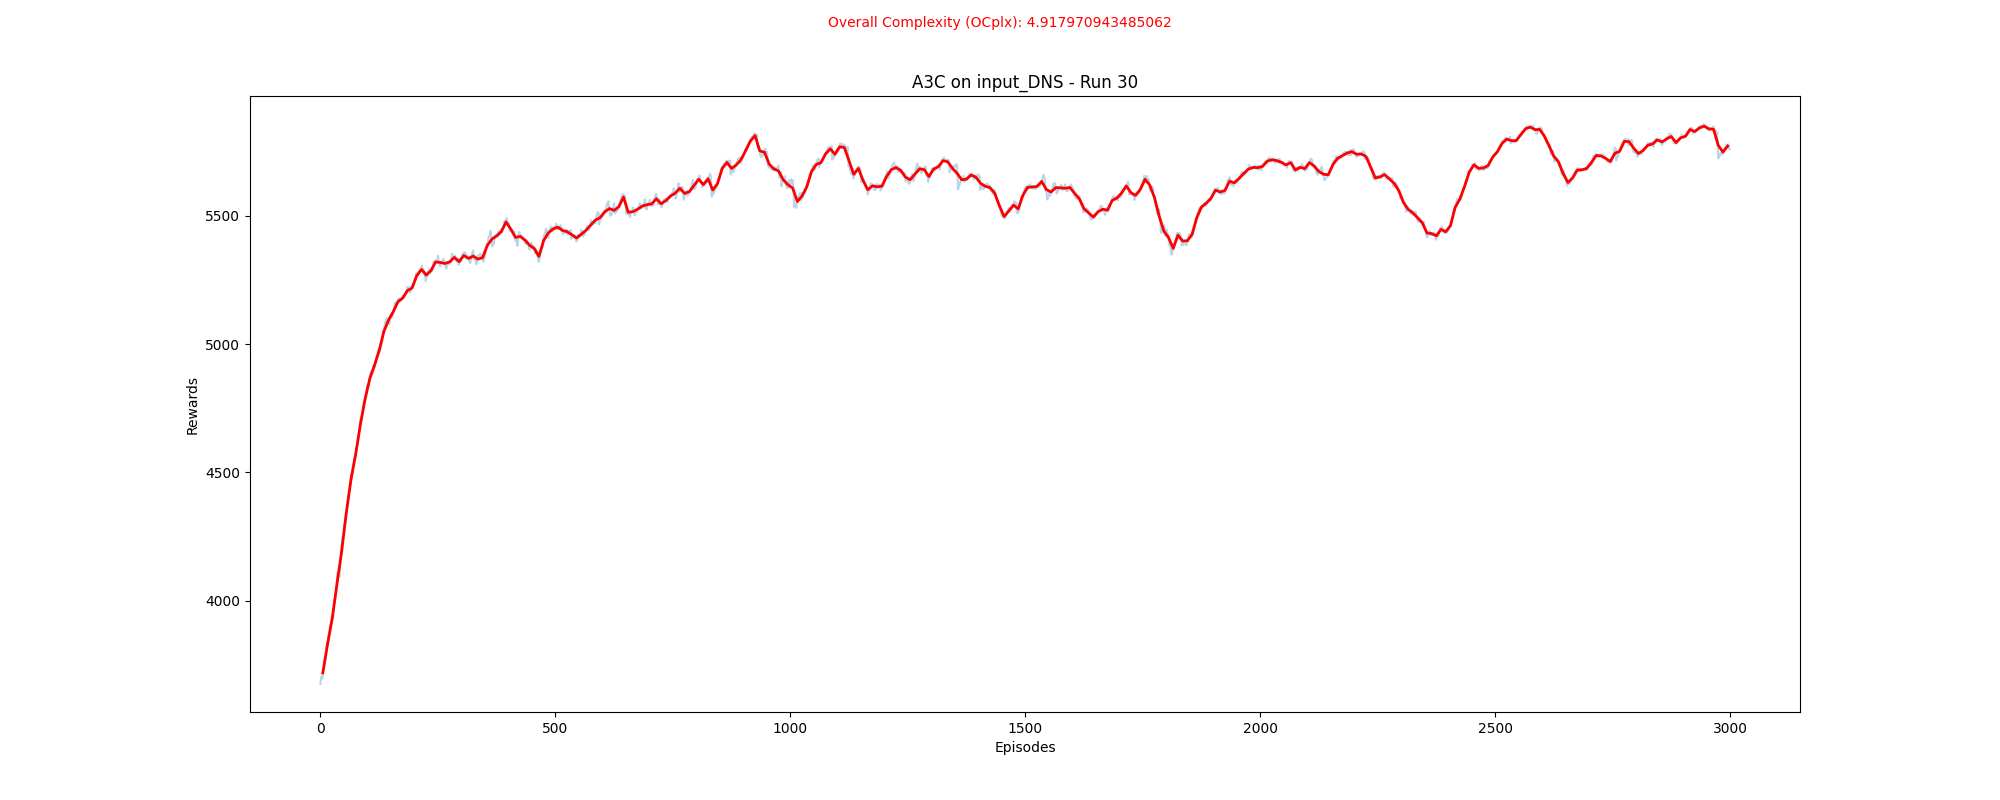 Overall Complexity (OCplx): 4.917970943485062
A3C on input_DNS - Run 30
5500
5000
4500
4000
Rewards
0 500 1000 1500 2000 2500 3000
Episodes